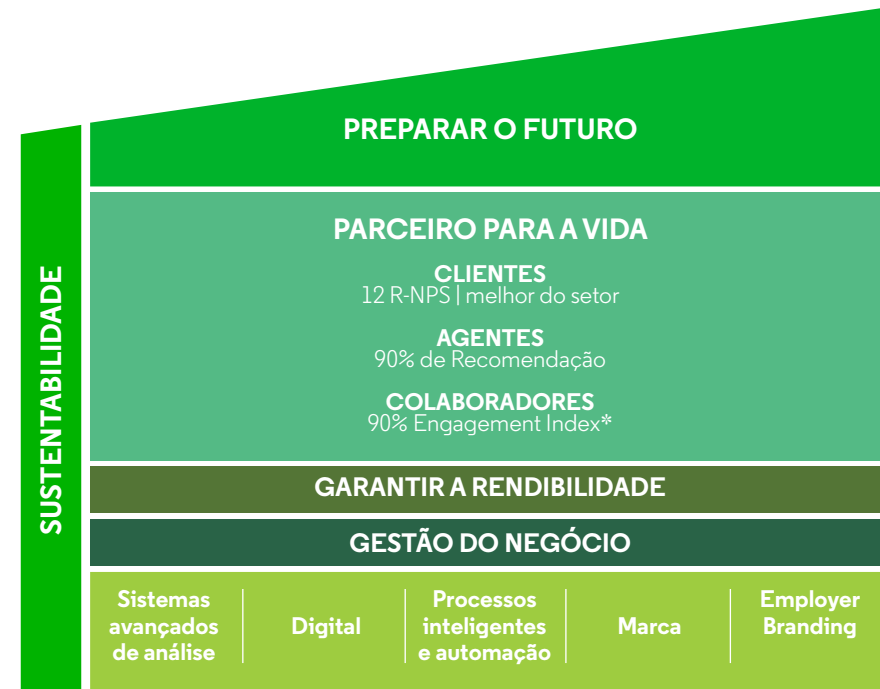 PREPARAR O FUTURO
PARCEIRO PARA A VIDA
CLIENTES
12 R-NPS | melhor do setor
AGENTES
90% de Recomendação
COLABORADORES
90% Engagement Index*
SUSTENTABILIDADE
GARANTIR A RENDIBILIDADE
GESTÃO DO NEGÓCIO
Sistemas
avançados
de análise
Digital
Processos
inteligentes
e automação
Marca
Employer
Branding